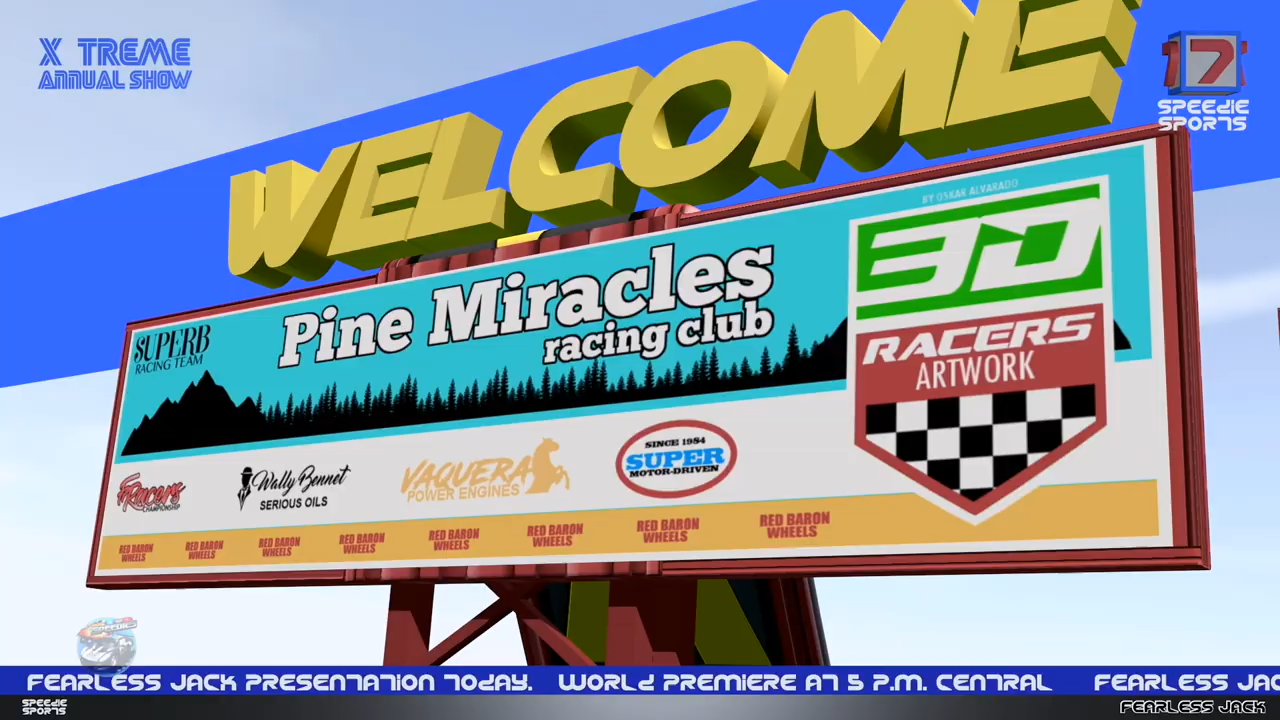 X TREME
ANNUAL SHOW
17
SPEEDIE
SPORTS
WELCOME
BY OSKAR ALVARADO
SUPERB
RACING TEAM
Pine Miracles
racing club
3D
RACERS
ARTWORK
FRacers
CHAMPIONSHIP
Wally Bennet
SERIOUS OILS
VAQUERA
POWER ENGINES
SINCE 1984
SUPER
MOTOR-DRIVEN
RED BARON
WHEELS
RED BARON
WHEELS
RED BARON
WHEELS
RED BARON
WHEELS
RED BARON
WHEELS
RED BARON
WHEELS
RED BARON
WHEELS
RED BARON
WHEELS
FEARLESS JACK PRESENTATION TODAY. WORLD PREMIERE AT 5 P.M. CENTRAL FEARLESS JAC
SPEEDIE
SPORTS
FEARLESS JACK